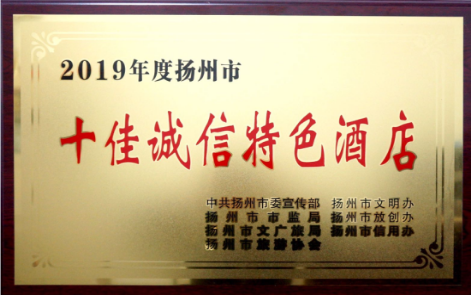 2019年度扬州市
十佳诚信特色酒店
中共扬州市委宣传部 扬州市文明办
扬州市市监局 扬州市放创办
扬州市文广旅局 扬州市信用办
扬州市旅游协会